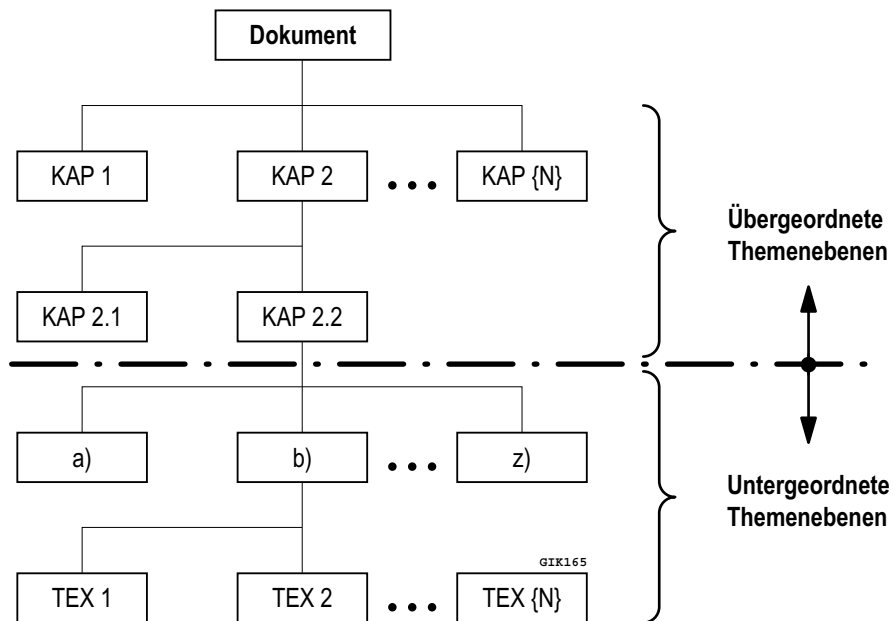 Dokument
KAP 1
KAP 2
• • •
KAP {N}
Übergeordnete
Themenebenen
KAP 2.1
KAP 2.2
a)
b)
• • •
z)
Untergeordnete
Themenebenen
GIK165
TEX 1
TEX 2
• • •
TEX {N}